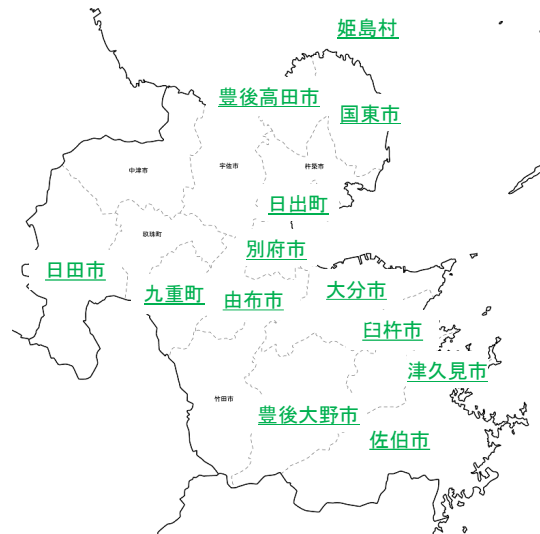 姫島村
豊後高田市
国東市
中津市
宇佐市
杵築市
日出町
玖珠町
別府市
日田市
九重町
由布市
大分市
臼杵市
津久見市
竹田市
豊後大野市
佐伯市